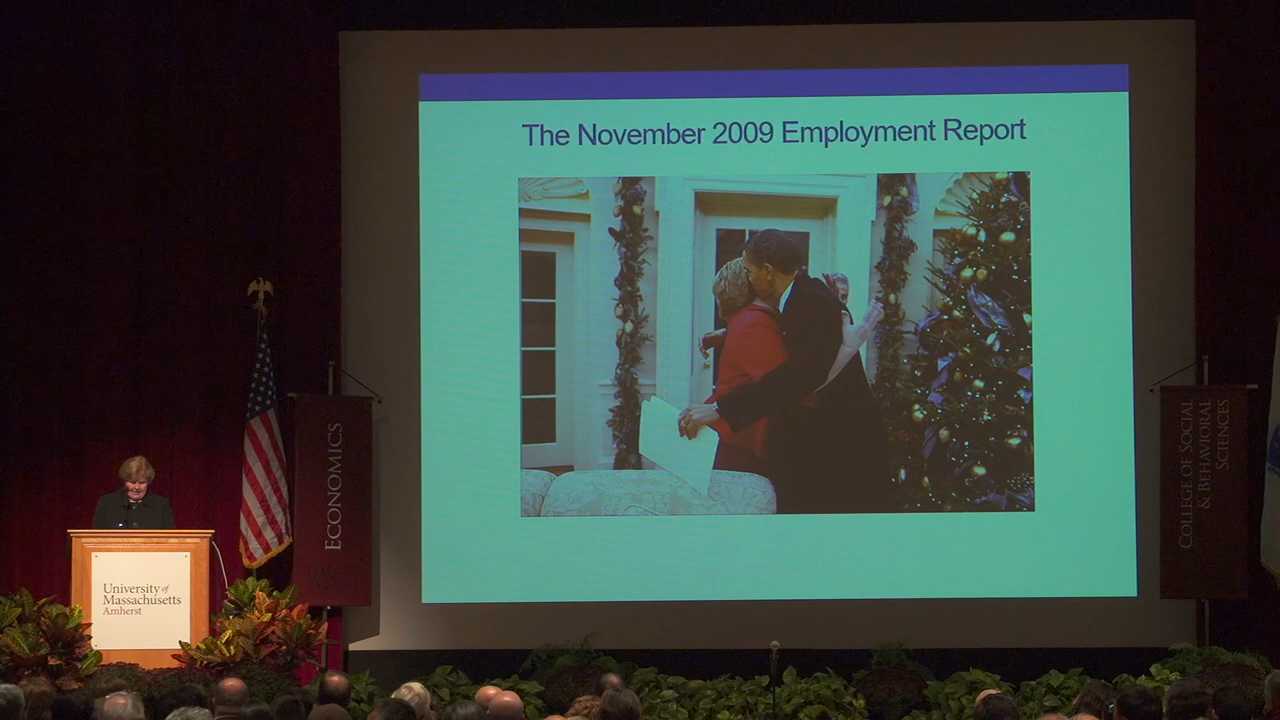 The November 2009 Employment Report
ECONOMICS
COLLEGE OF SOCIAL
& BEHAVIORAL
SCIENCES
University of
Massachusetts
Amherst